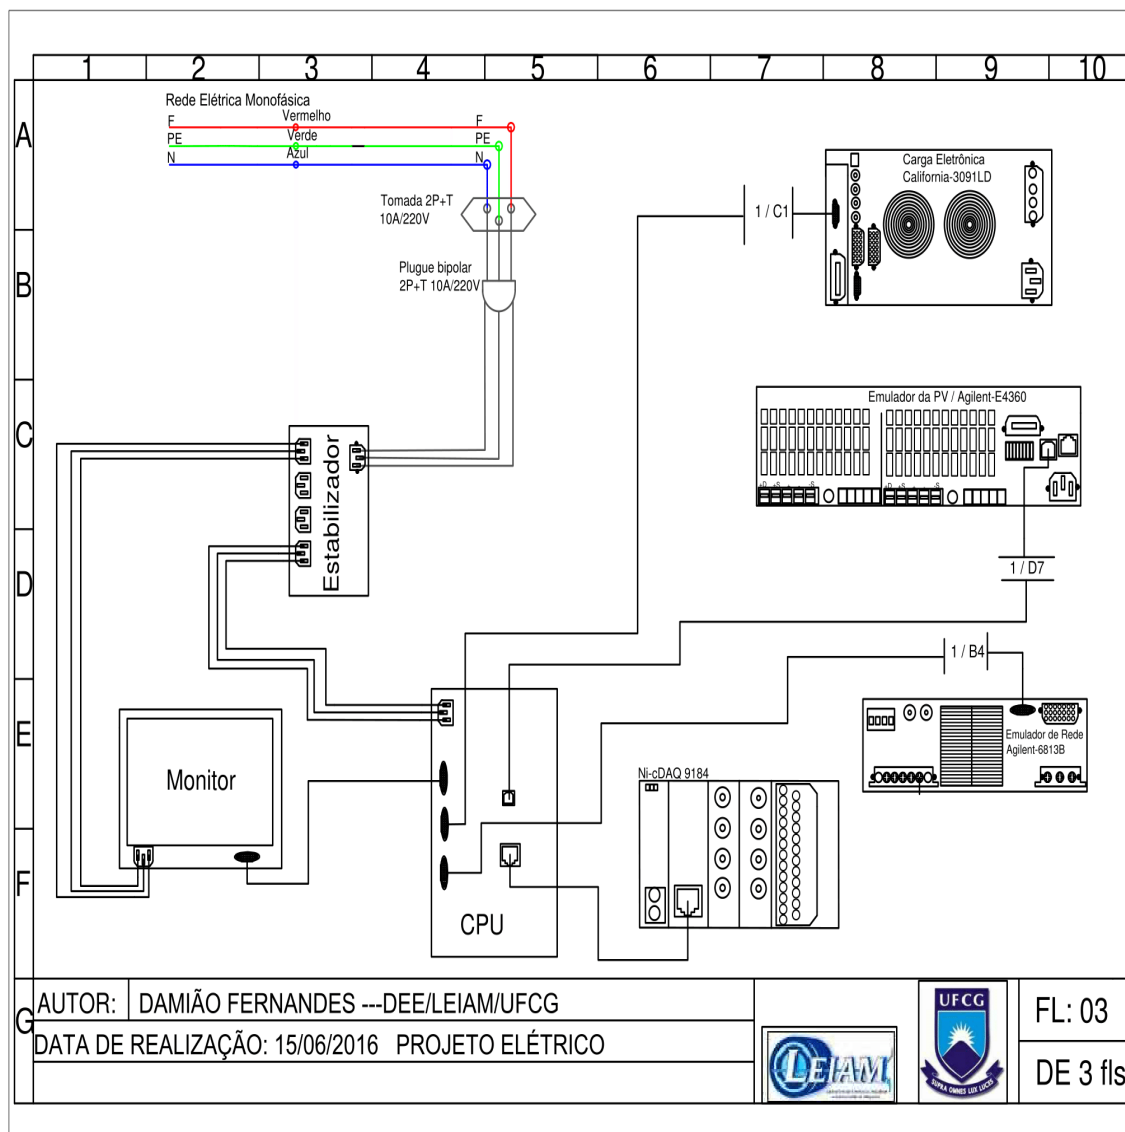 1 2 3 4 5 6 7 8 9 10
A
B
C
D
E
F
G
Rede Elétrica Monofásica
F Vermelho F
PE Verde PE
N Azul N
Tomada 2P+T
10A/220V
Plugue bipolar
2P+T 10A/220V
1 / C1
Carga Eletrônica
California-3091LD
Emulador da PV / Agilent-E4360
+D +S + - -S
+D +S + - -S
Estabilizador
1 / D7
1 / B4
Emulador de Rede
Agilent-6813B
Monitor
CPU
Ni-cDAQ 9184
AUTOR: DAMIÃO FERNANDES ---DEE/LEIAM/UFCG
DATA DE REALIZAÇÃO: 15/06/2016 PROJETO ELÉTRICO
LEIAM
UFCG
SUPRA OMNES LUX LUCES
FL: 03
DE 3 fls